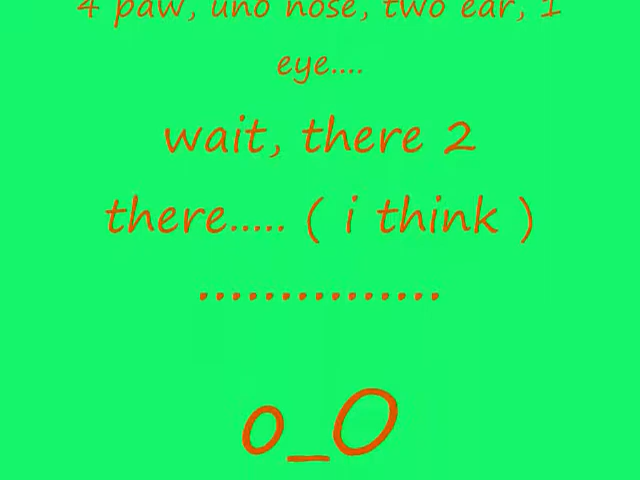 4 paw, uno nose, two ear, 1
eye....
wait, there 2
there..... ( i think )
...............
o_O